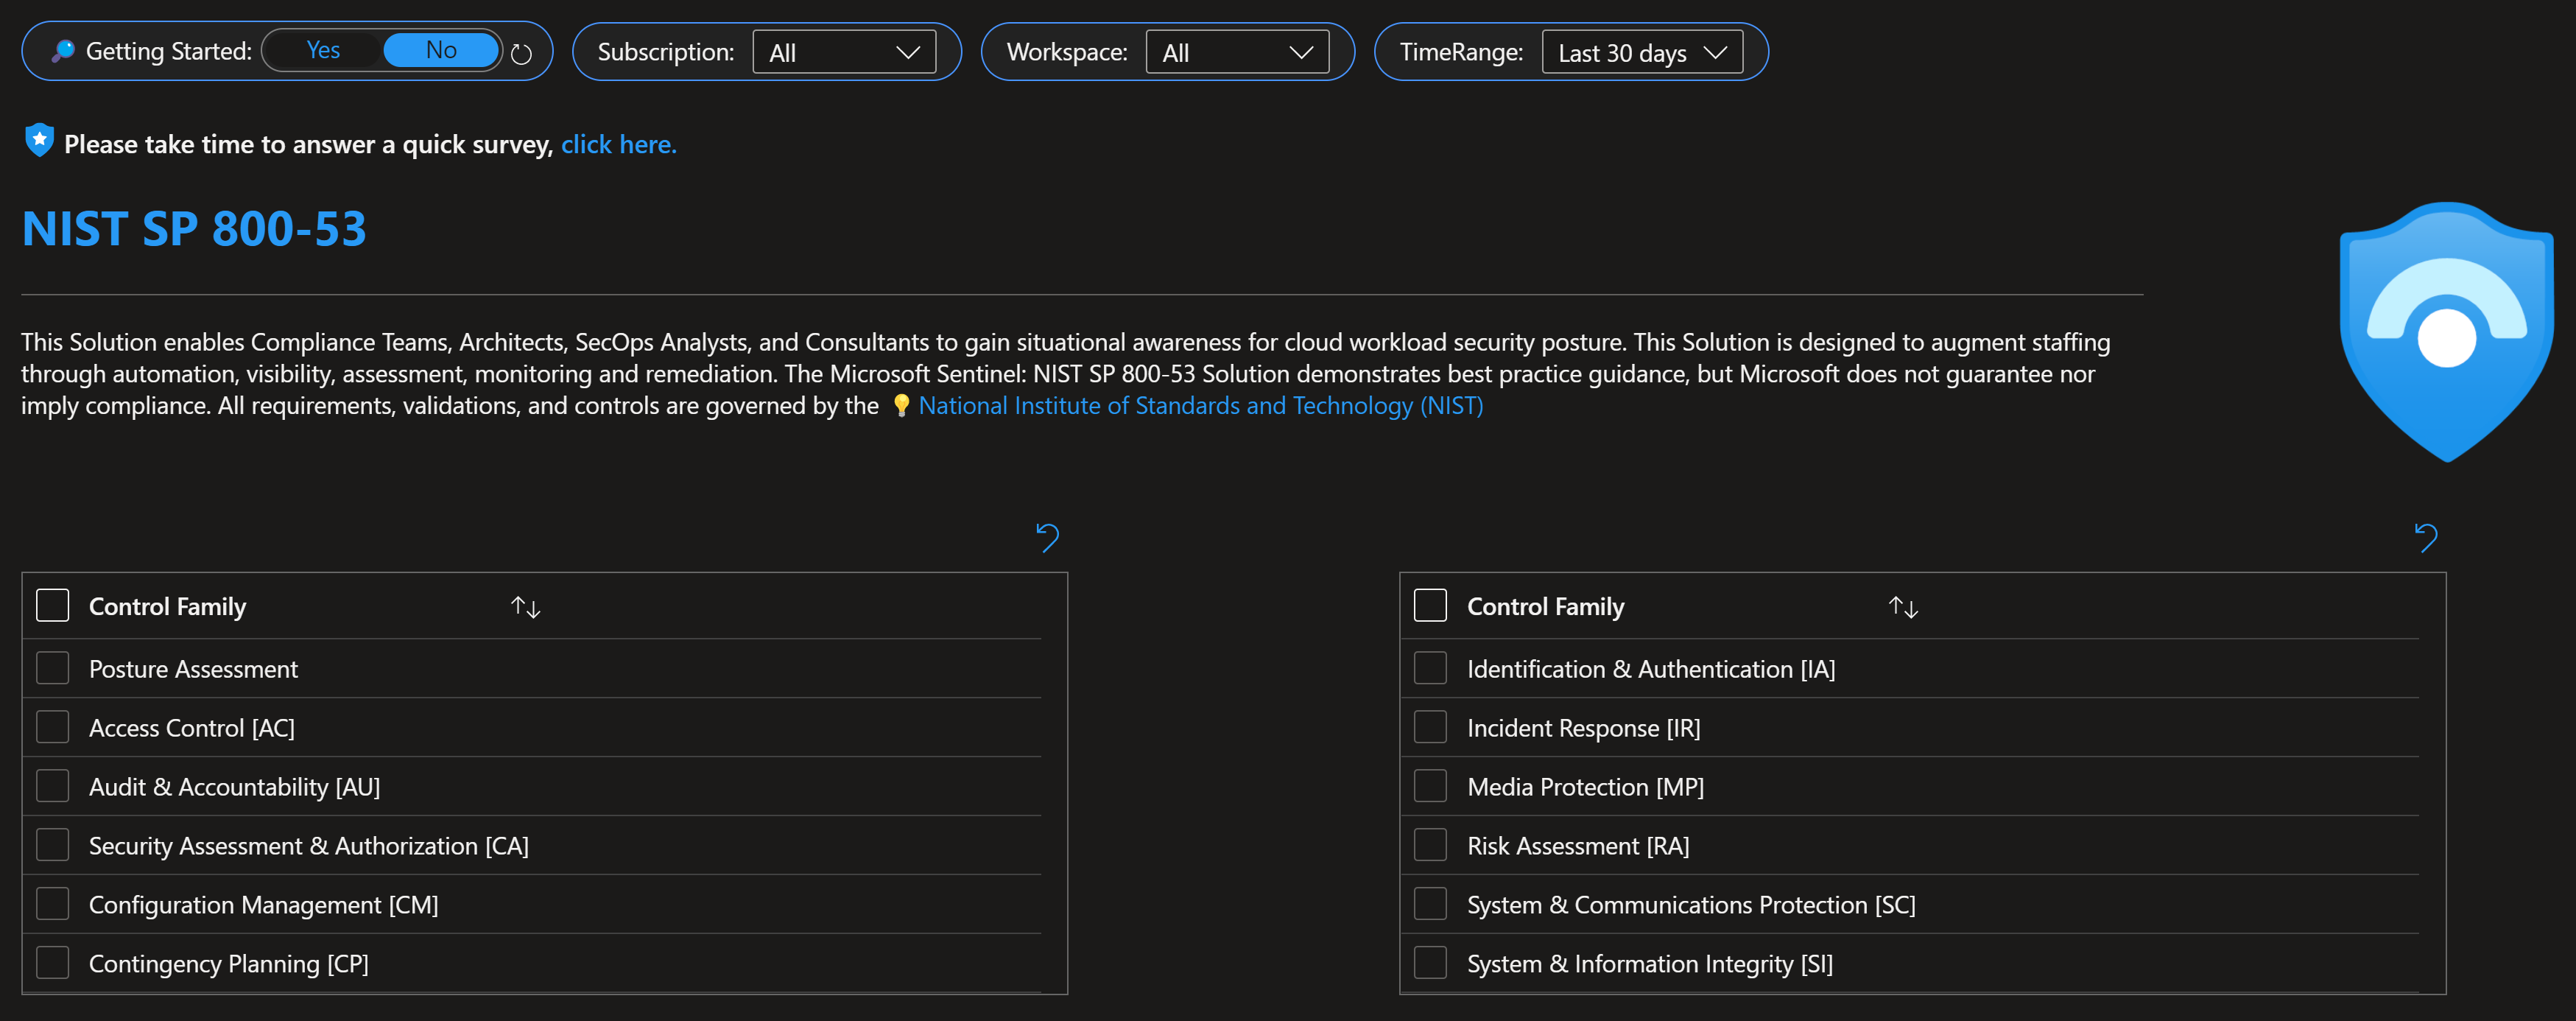 Getting Started: Yes No Subscription: All Workspace: All TimeRange: Last 30 days
Please take time to answer a quick survey, click here.
NIST SP 800-53
This Solution enables Compliance Teams, Architects, SecOps Analysts, and Consultants to gain situational awareness for cloud workload security posture. This Solution is designed to augment staffing
through automation, visibility, assessment, monitoring and remediation. The Microsoft Sentinel: NIST SP 800-53 Solution demonstrates best practice guidance, but Microsoft does not guarantee nor
imply compliance. All requirements, validations, and controls are governed by the 💡 National Institute of Standards and Technology (NIST)
Control Family
Posture Assessment
Access Control [AC]
Audit & Accountability [AU]
Security Assessment & Authorization [CA]
Configuration Management [CM]
Contingency Planning [CP]
Control Family
Identification & Authentication [IA]
Incident Response [IR]
Media Protection [MP]
Risk Assessment [RA]
System & Communications Protection [SC]
System & Information Integrity [SI]